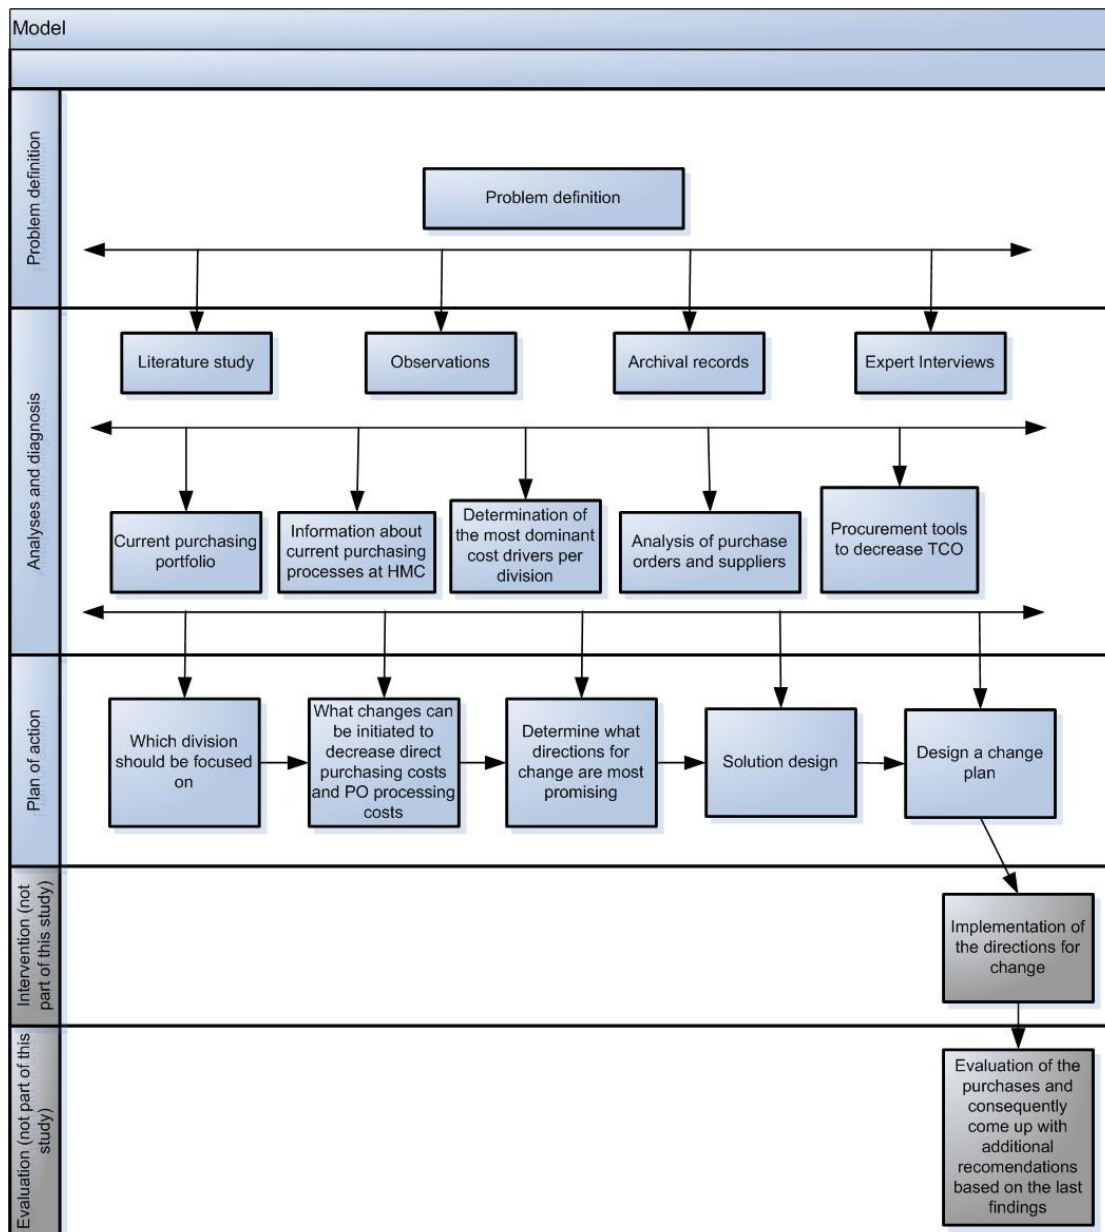 Model
Problem definition
Problem definition
Literature study
Observations
Archival records
Expert Interviews
Analyses and diagnosis
Current purchasing
portfolio
Information about
current purchasing
processes at HMC
Determination of
the most dominant
cost drivers per
division
Analysis of purchase
orders and suppliers
Procurement tools
to decrease TCO
Plan of action
Which division
should be focused
on
What changes can
be initiated to
decrease direct
purchasing costs
and PO processing
costs
Determine what
directions for
change are most
promising
Solution design
Design a change
plan
Intervention (not
part of this study)
Implementation of
the directions for
change
Evaluation (not part of this
study)
Evaluation of the
purchases and
consequently
come up with
additional
recomendations
based on the last
findings